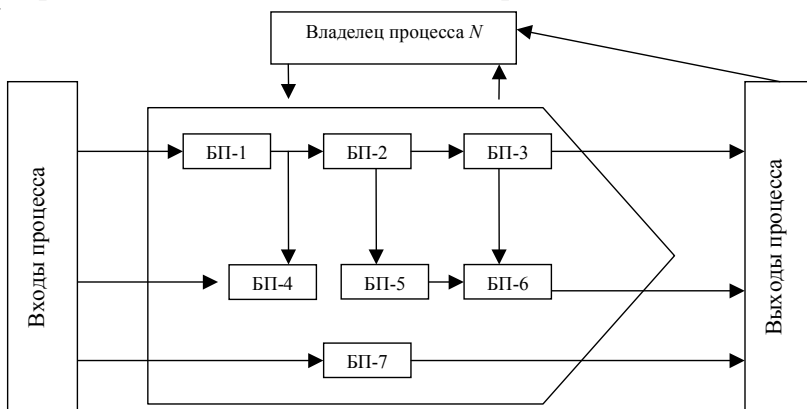 Владелец процесса N
Входы процесса
БП-1
БП-2
БП-3
БП-4
БП-5
БП-6
БП-7
Выходы процесса